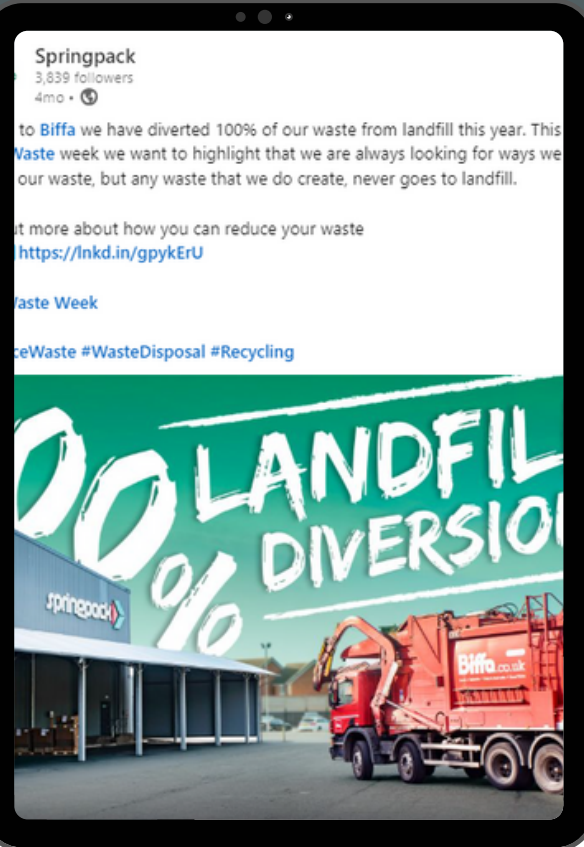 Springpack
3,839 followers
4mo •
to Biffa we have diverted 100% of our waste from landfill this year. This
Waste week we want to highlight that we are always looking for ways we
our waste, but any waste that we do create, never goes to landfill.
ut more about how you can reduce your waste
https://lnkd.in/gpykErU
Waste Week
ceWaste #WasteDisposal #Recycling
00% LANDFIL
DIVERSIO
springpack
Biffa.co.uk